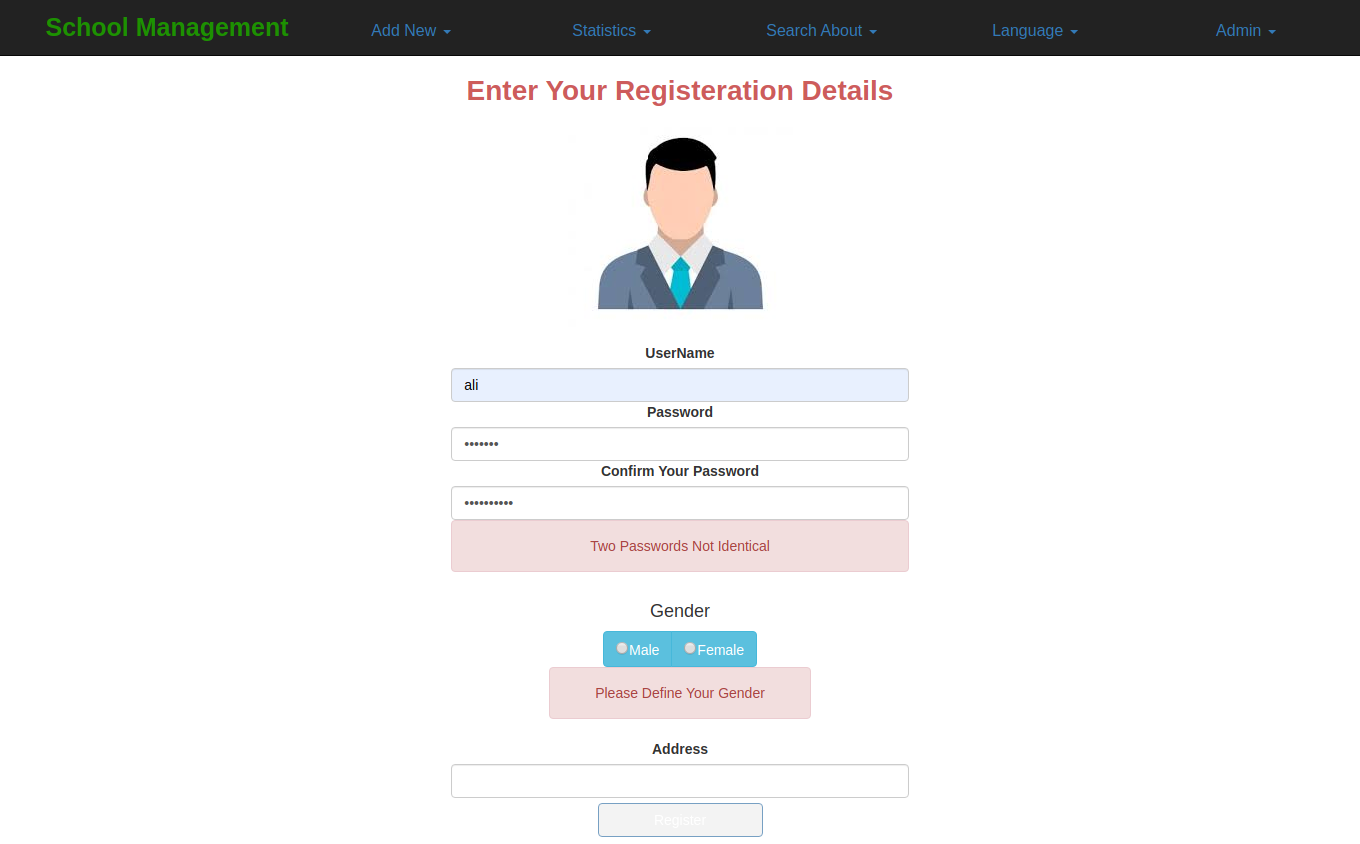 School Management
Add New
Statistics
Search About
Language
Admin
Enter Your Registeration Details
UserName
ali
Password
•••••••
Confirm Your Password
••••••••••
Two Passwords Not Identical
Gender
Male Female
Please Define Your Gender
Address
Register